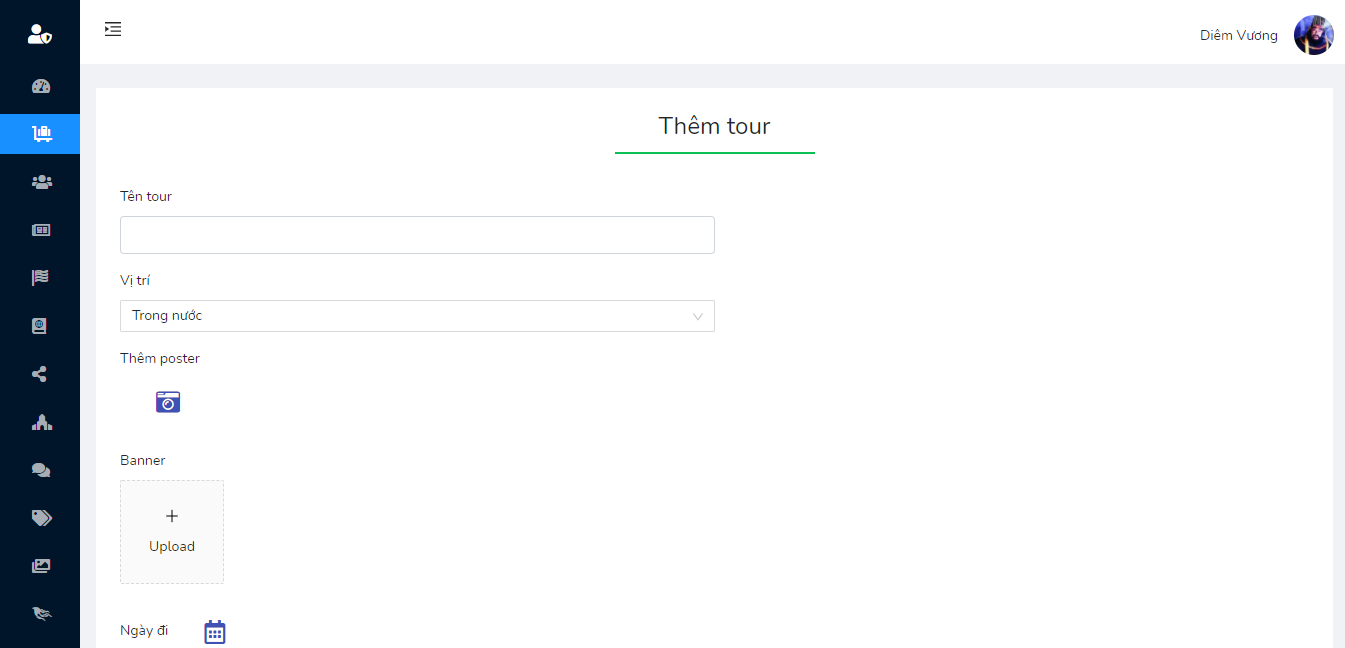 Diêm Vương
Thêm tour
Tên tour
Vị trí
Trong nước
Thêm poster
Banner
Upload
Ngày đi